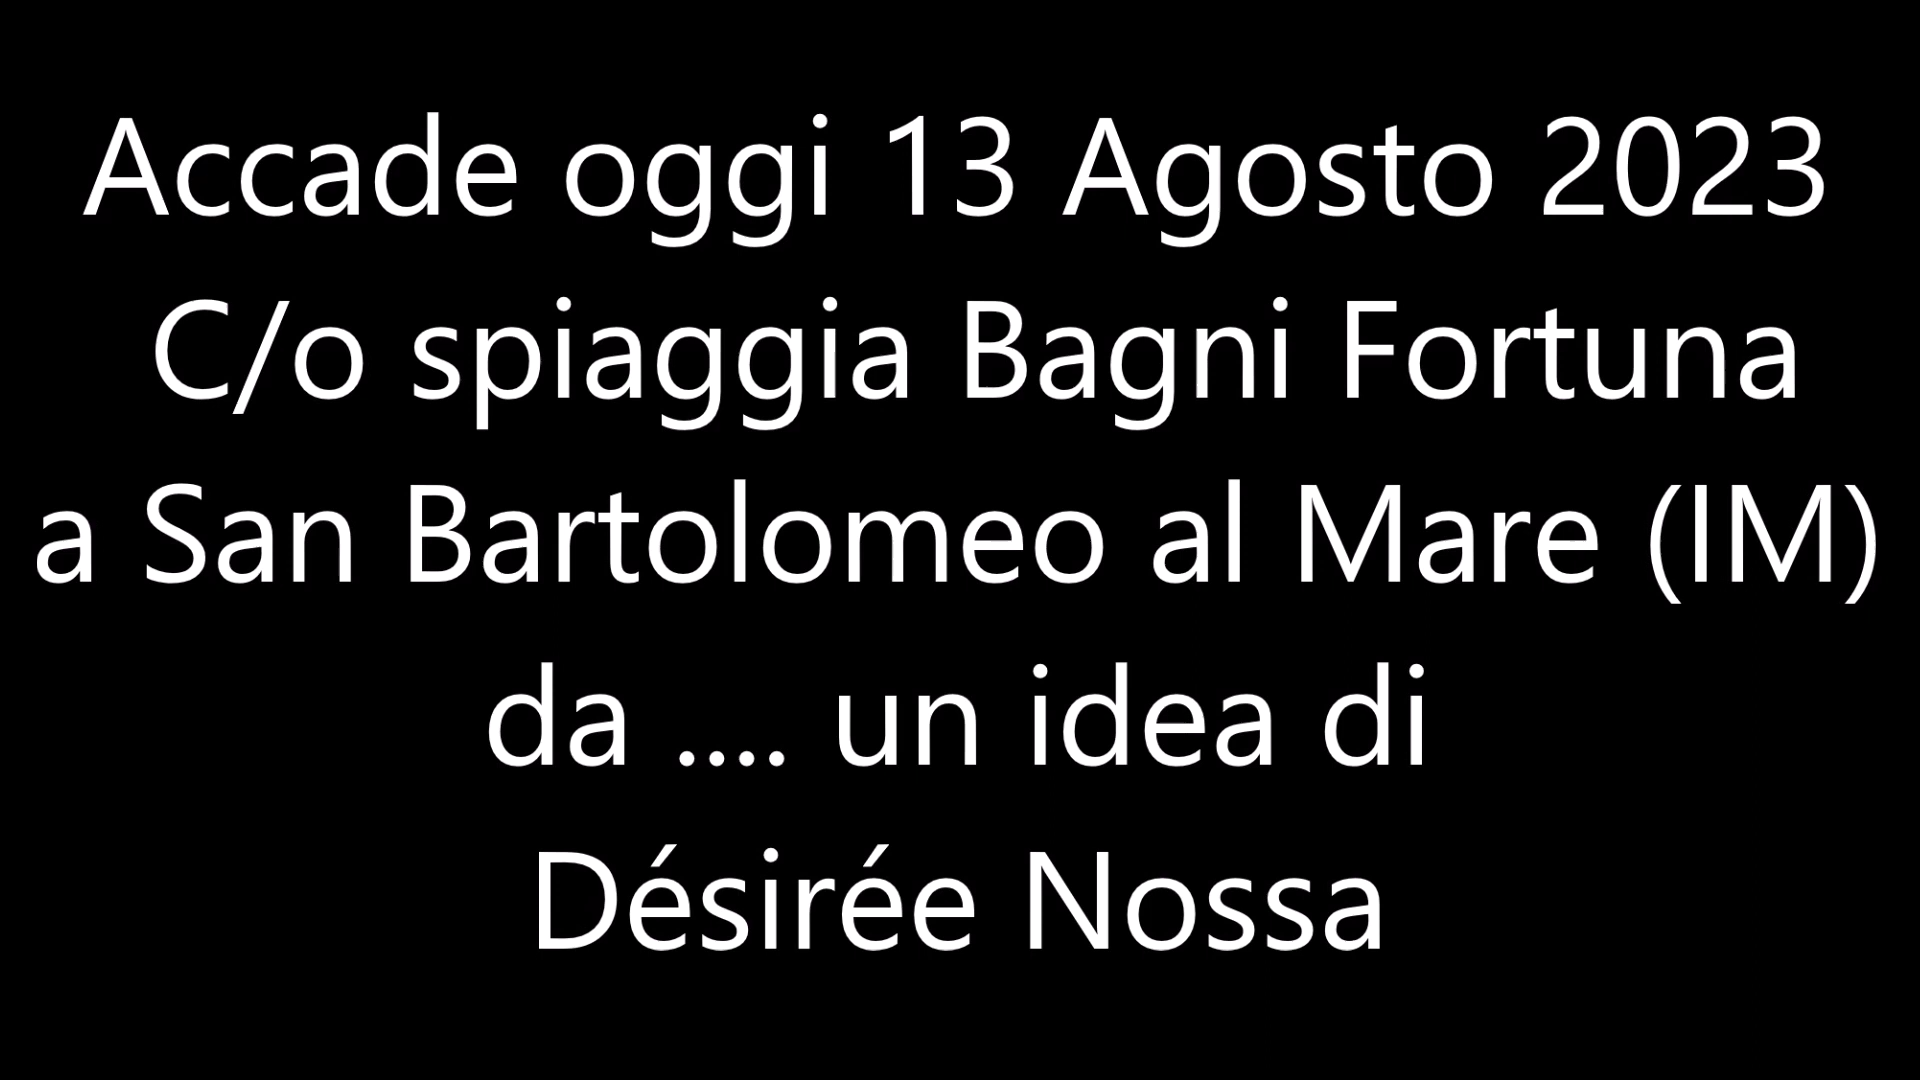 Accade oggi 13 Agosto 2023
C/o spiaggia Bagni Fortuna
a San Bartolomeo al Mare (IM)
da .... un idea di
Désirée Nossa